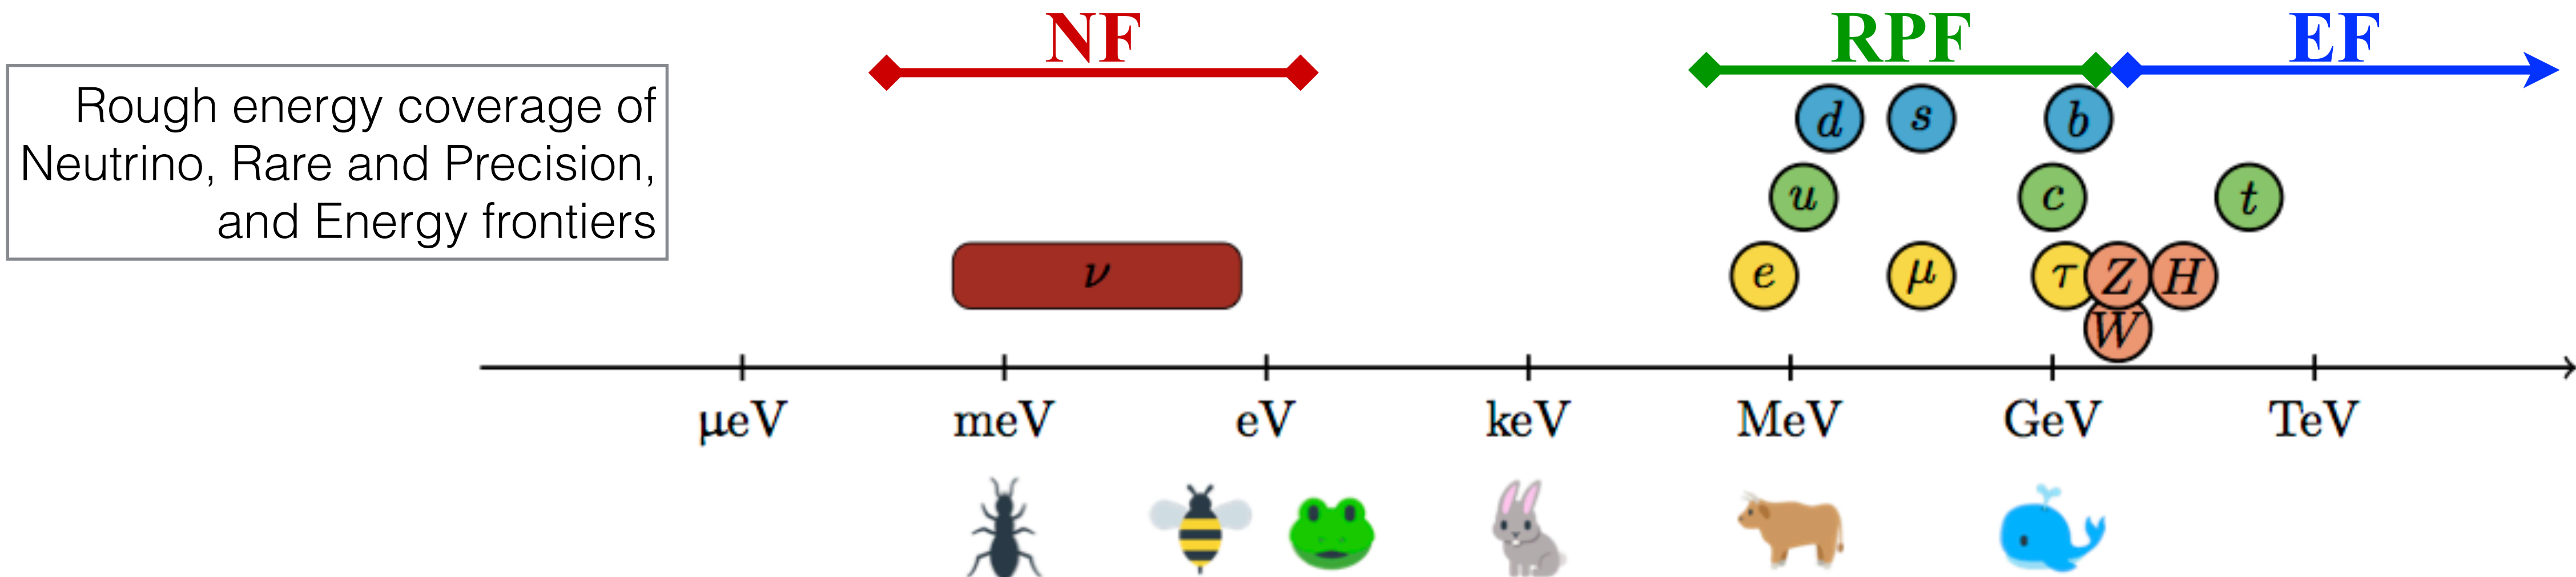 NF
RPF
EF
Rough energy coverage of
Neutrino, Rare and Precision,
and Energy frontiers
d
s
b
u
c
t
ν
e
μ
τ
Z
H
W
μeV
meV
eV
keV
MeV
GeV
TeV